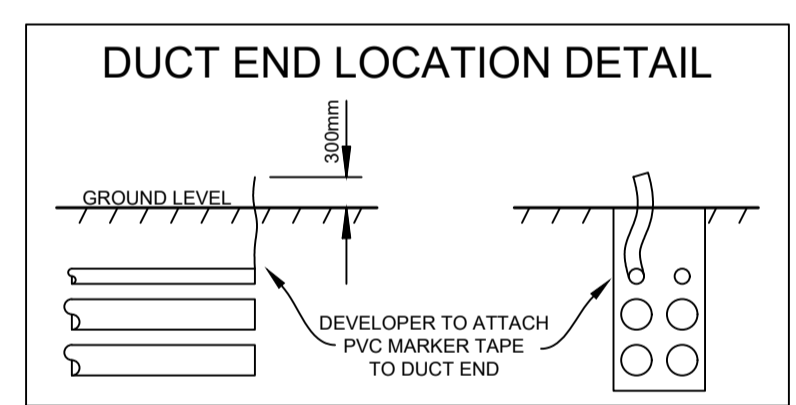 DUCT END LOCATION DETAIL
300mm
GROUND LEVEL
DEVELOPER TO ATTACH
PVC MARKER TAPE
TO DUCT END